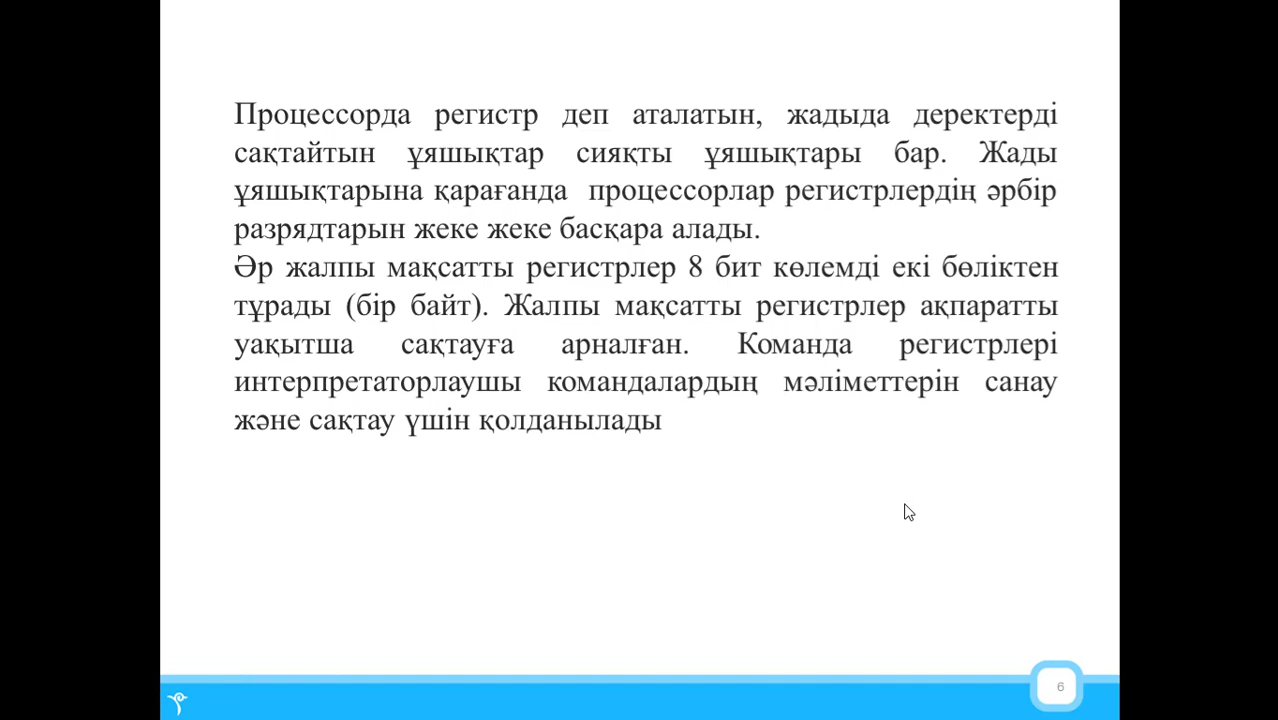 Процессорда регистр деп аталатын, жадыда деректерді
сақтайтын ұяшықтар сияқты ұяшықтары бар. Жады
ұяшықтарына қарағанда процессорлар регистрлердің әрбір
разрядтарын жеке жеке басқара алады.
Әр жалпы мақсатты регистрлер 8 бит көлемді екі бөліктен
тұрады (бір байт). Жалпы мақсатты регистрлер ақпаратты
уақытша сақтауға арналған. Команда регистрлері
интерпретаторлаушы командалардың мәліметтерін санау
және сақтау үшін қолданылады
6